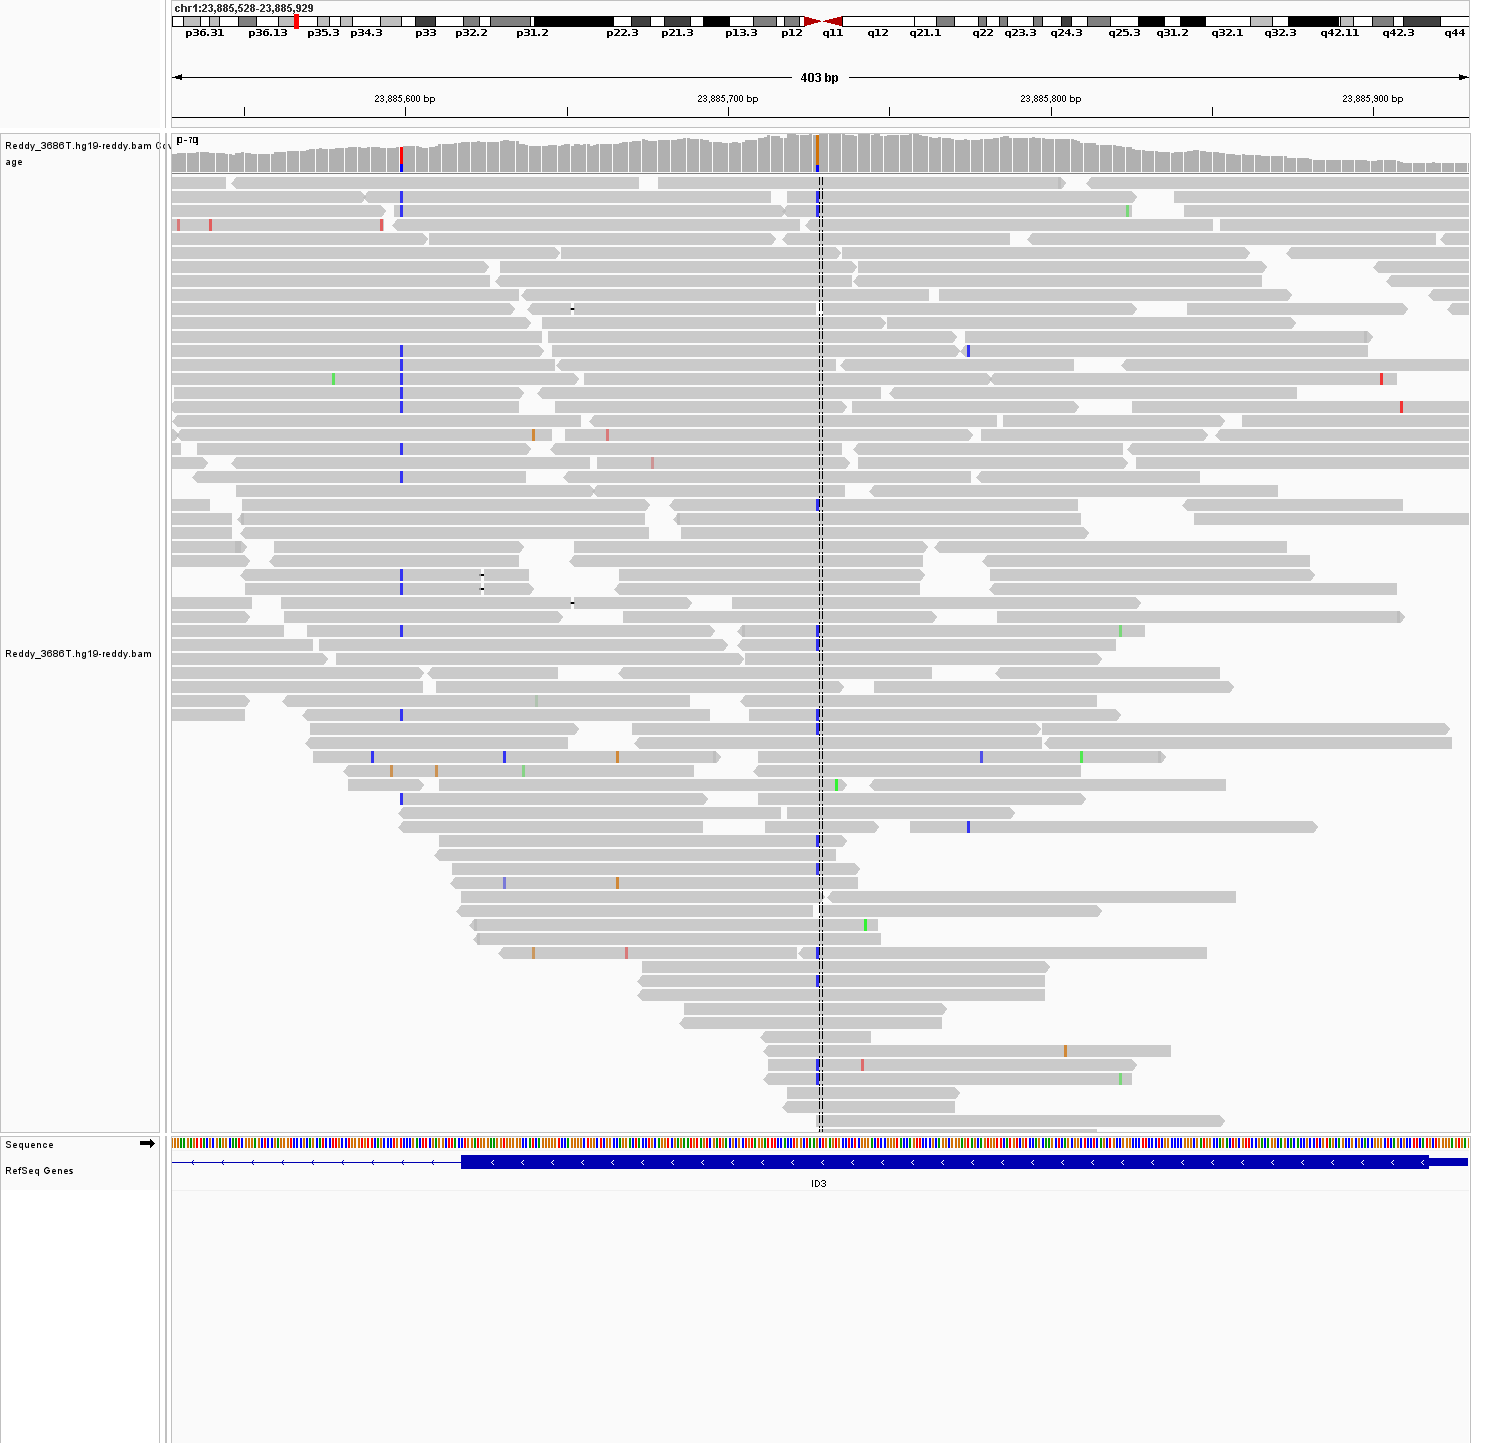 chr1:23,885,528-23,885,929
p36.31 p36.13 p35.3 p34.3 p33 p32.2 p31.2 p22.3 p21.3 p13.3 p12 q11 q12 q21.1 q22 q23.3 q24.3 q25.3 q31.2 q32.1 q32.3 q42.11 q42.3 q44
403 bp
23,885,600 bp 23,885,700 bp 23,885,800 bp 23,885,900 bp
[0-70]
Reddy_3686T.hg19-reddy.bam Cov
age
Reddy_3686T.hg19-reddy.bam
Sequence
RefSeq Genes
ID3